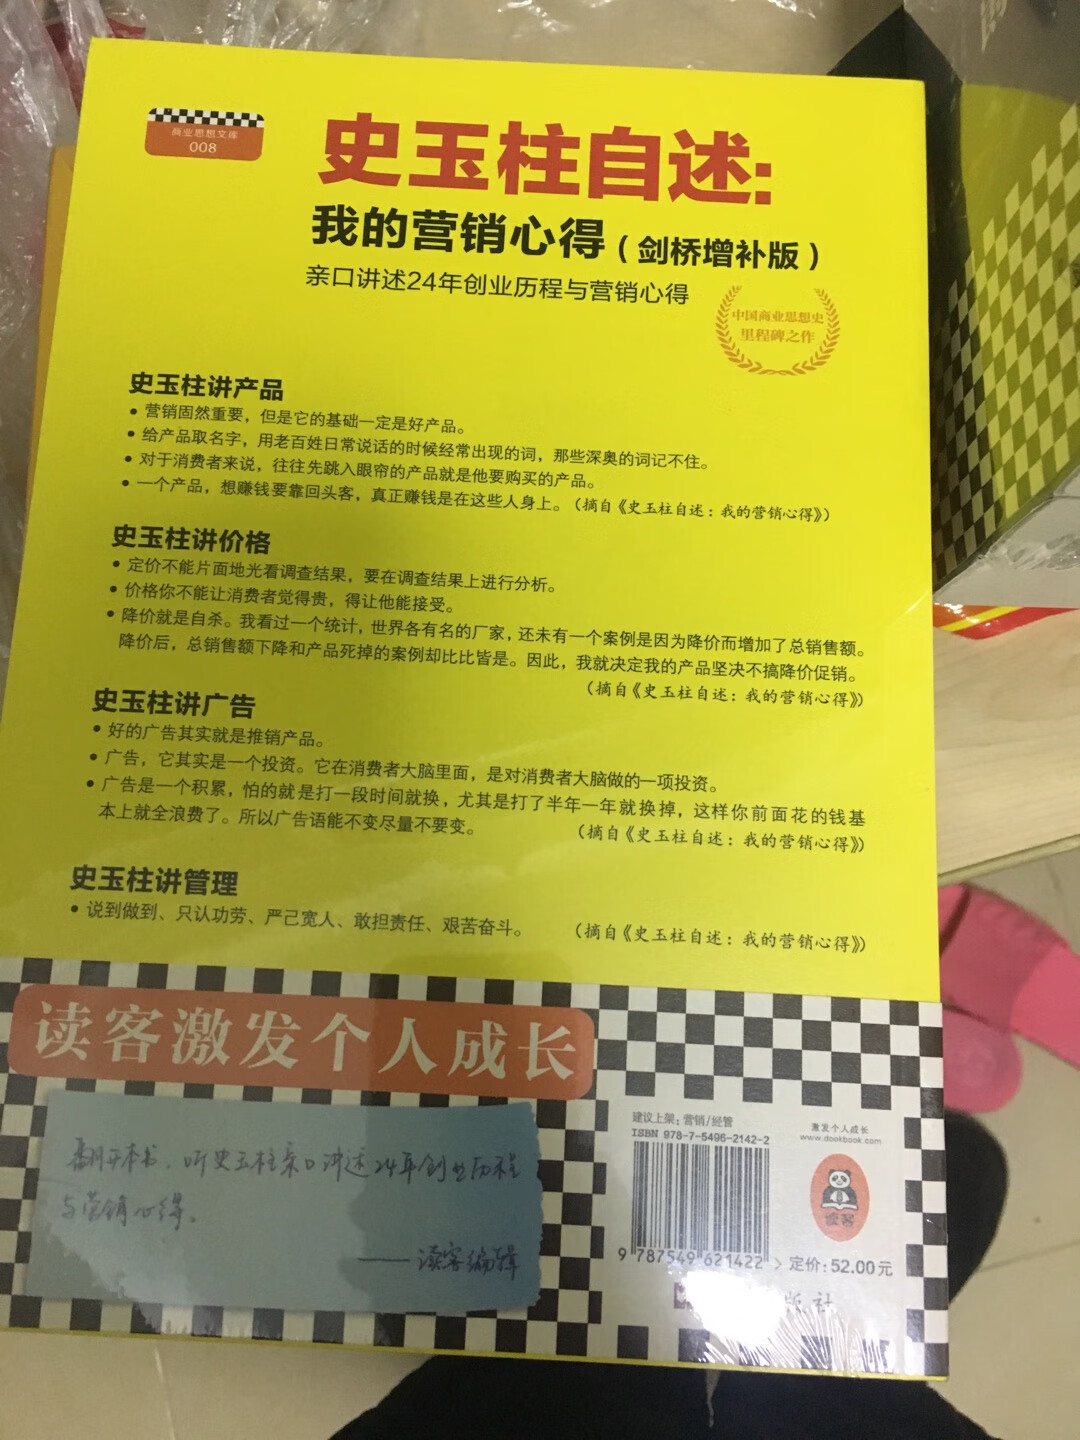 商业思想文库
008
史玉柱自述:
我的营销心得（剑桥增补版）
亲口讲述24年创业历程与营销心得
中国商业思想史
里程碑之作
史玉柱讲产品
• 营销固然重要，但是它的基础一定是好产品。
• 给产品取名字，用老百姓日常说话的时候经常出现的词，那些深奥的词记不住。
• 对于消费者来说，往往先跳入眼帘的产品就是他要购买的产品。
• 一个产品，想赚钱要靠回头客，真正赚钱是在这些人身上。（摘自《史玉柱自述：我的营销心得》）
史玉柱讲价格
• 定价不能片面地光看调查结果，要在调查结果上进行分析。
• 价格你不能让消费者觉得贵，得让他能接受。
• 降价就是自杀。我看过一个统计，世界各有名的厂家，还未有一个案例是因为降价而增加了总销售额。
降价后，总销售额下降和产品死掉的案例却比比皆是。因此，我就决定我的产品坚决不搞降价促销。
（摘自《史玉柱自述：我的营销心得》）
史玉柱讲广告
• 好的广告其实就是推销产品。
• 广告，它其实是一个投资。它在消费者大脑里面，是对消费者大脑做的一项投资。
• 广告是一个积累，怕的就是打一段时间就换，尤其是打了半年一年就换掉，这样你前面花的钱基
本上就全浪费了。所以广告语能不变尽量不要变。（摘自《史玉柱自述：我的营销心得》）
史玉柱讲管理
• 说到做到、只认功劳、严己宽人、敢担责任、艰苦奋斗。（摘自《史玉柱自述：我的营销心得》）
读客激发个人成长
翻开本书，听史玉柱亲口讲述24年创业历程
与营销心得。
——读客编辑
建议上架：营销/经管
ISBN 978-7-5496-2142-2
激发个人成长
www.dookbook.com
读客
9 787549 621422 >
定价：52.00元
版社